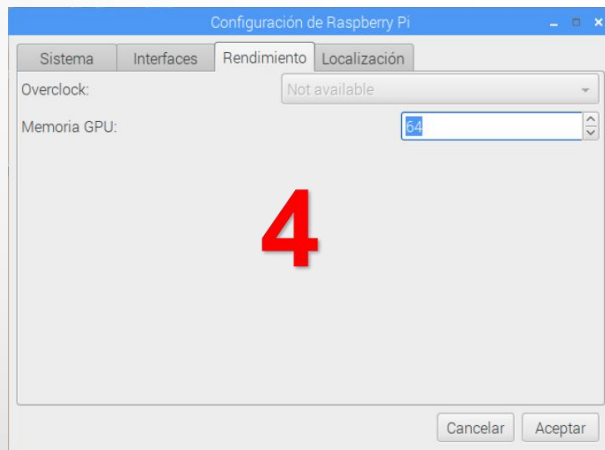 Configuración de Raspberry Pi
Sistema Interfaces Rendimiento Localización
Overclock: Not available
Memoria GPU: 64
4
Cancelar Aceptar